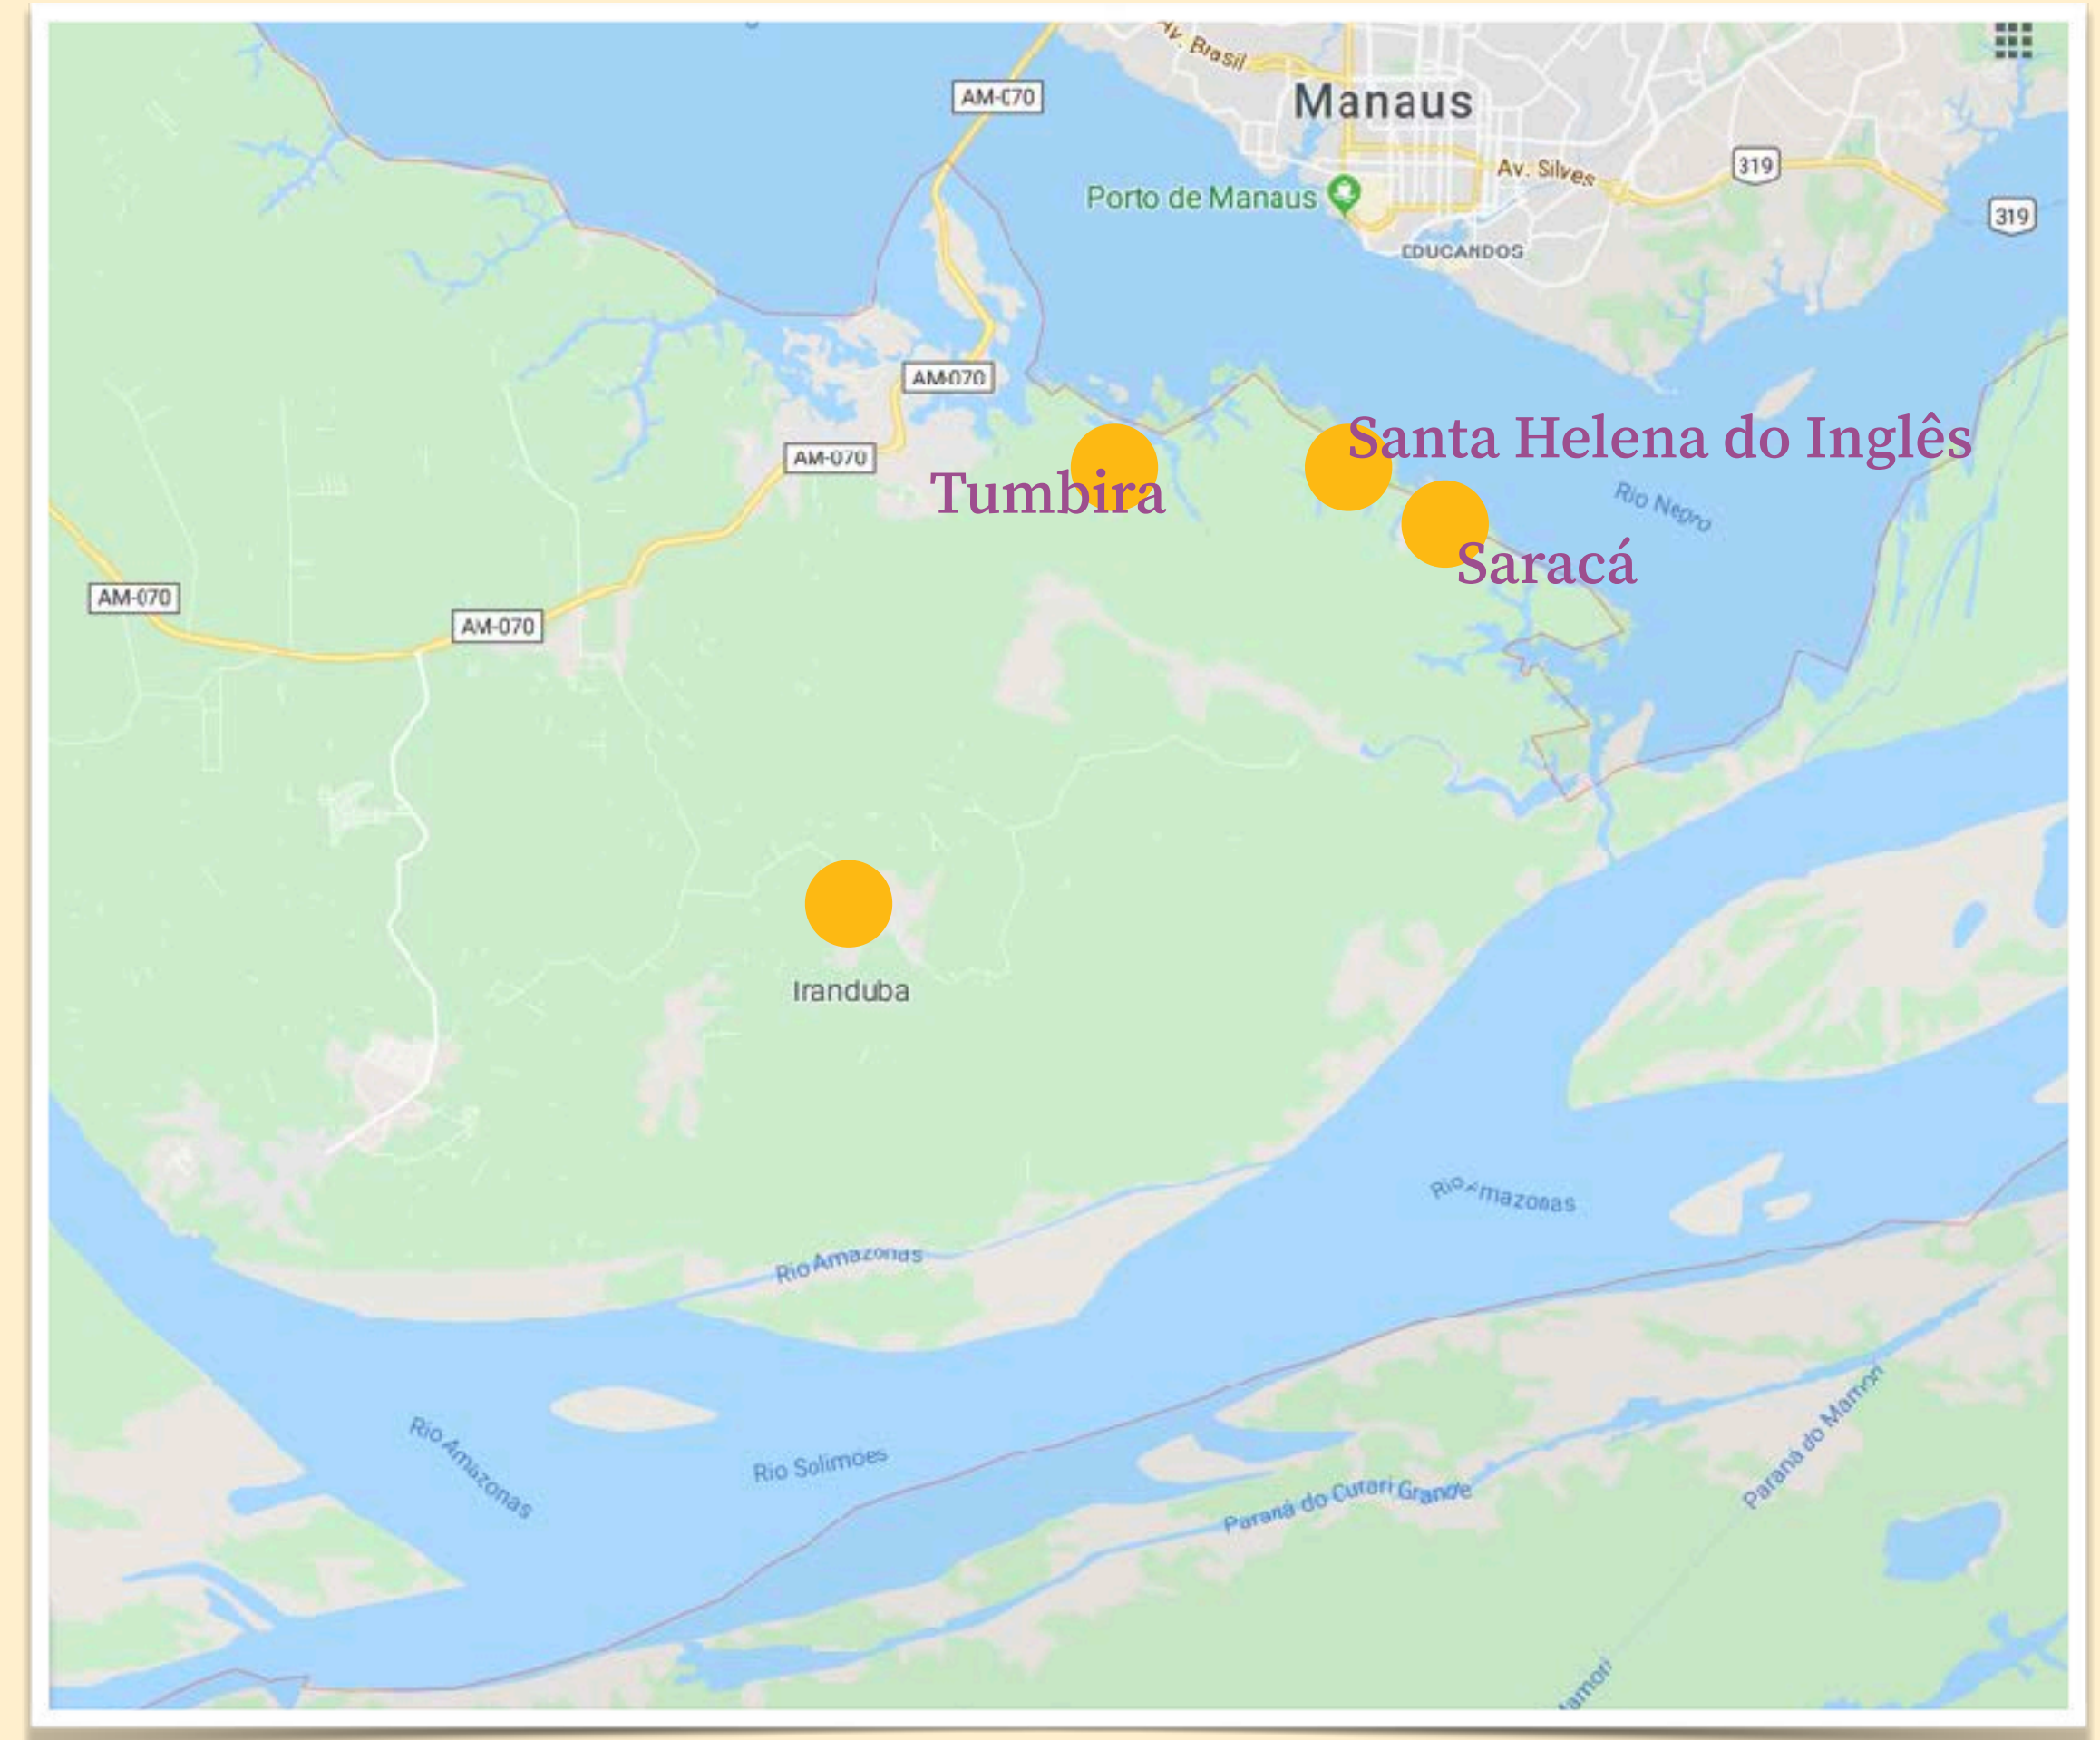 Av. Brasil
AM-070
Manaus
Av. Silves
319
Porto de Manaus
319
EDUCANDOS
AM-070
Santa Helena do Inglês
AM-070
Tumbira
Rio Negro
Saracá
AM-070
AM-070
Iranduba
Rio Amazonas
Rio Amazonas
Rio Amazonas
Rio Solimões
Paraná do Mamori
Paraná do Curari Grande